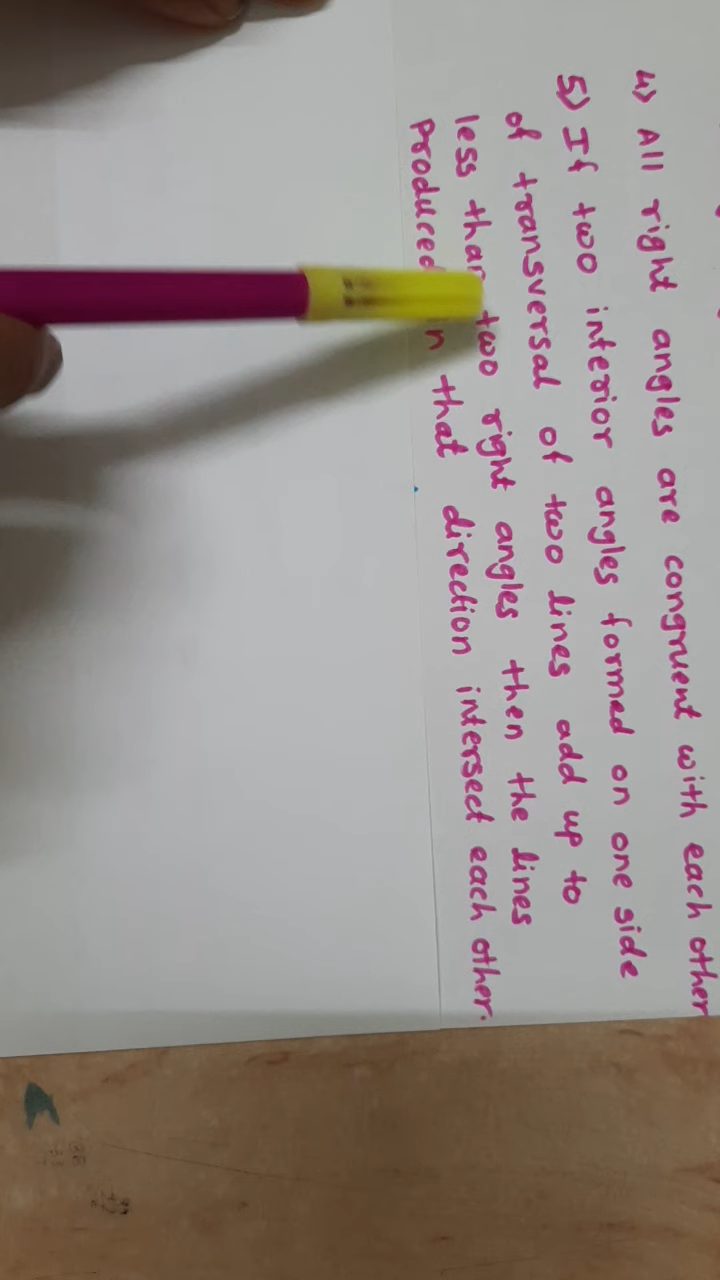 4) All right angles are congruent with each other
5) If two interior angles formed on one side
of transversal of two lines add up to
less than two right angles then the lines
produced in that direction intersect each other.